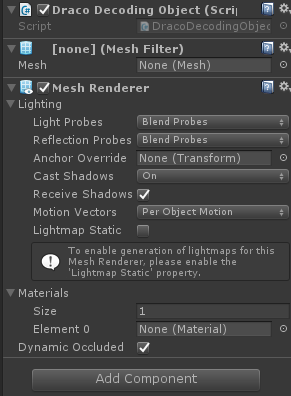 Draco Decoding Object (Scrip
Script
DracoDecodingObjec
[none] (Mesh Filter)
Mesh
None (Mesh)
Mesh Renderer
Lighting
Light Probes
Blend Probes
Reflection Probes
Blend Probes
Anchor Override
None (Transform)
Cast Shadows
On
Receive Shadows
Motion Vectors
Per Object Motion
Lightmap Static
To enable generation of lightmaps for this
Mesh Renderer, please enable the
'Lightmap Static' property.
Materials
Size
1
Element 0
None (Material)
Dynamic Occluded
Add Component